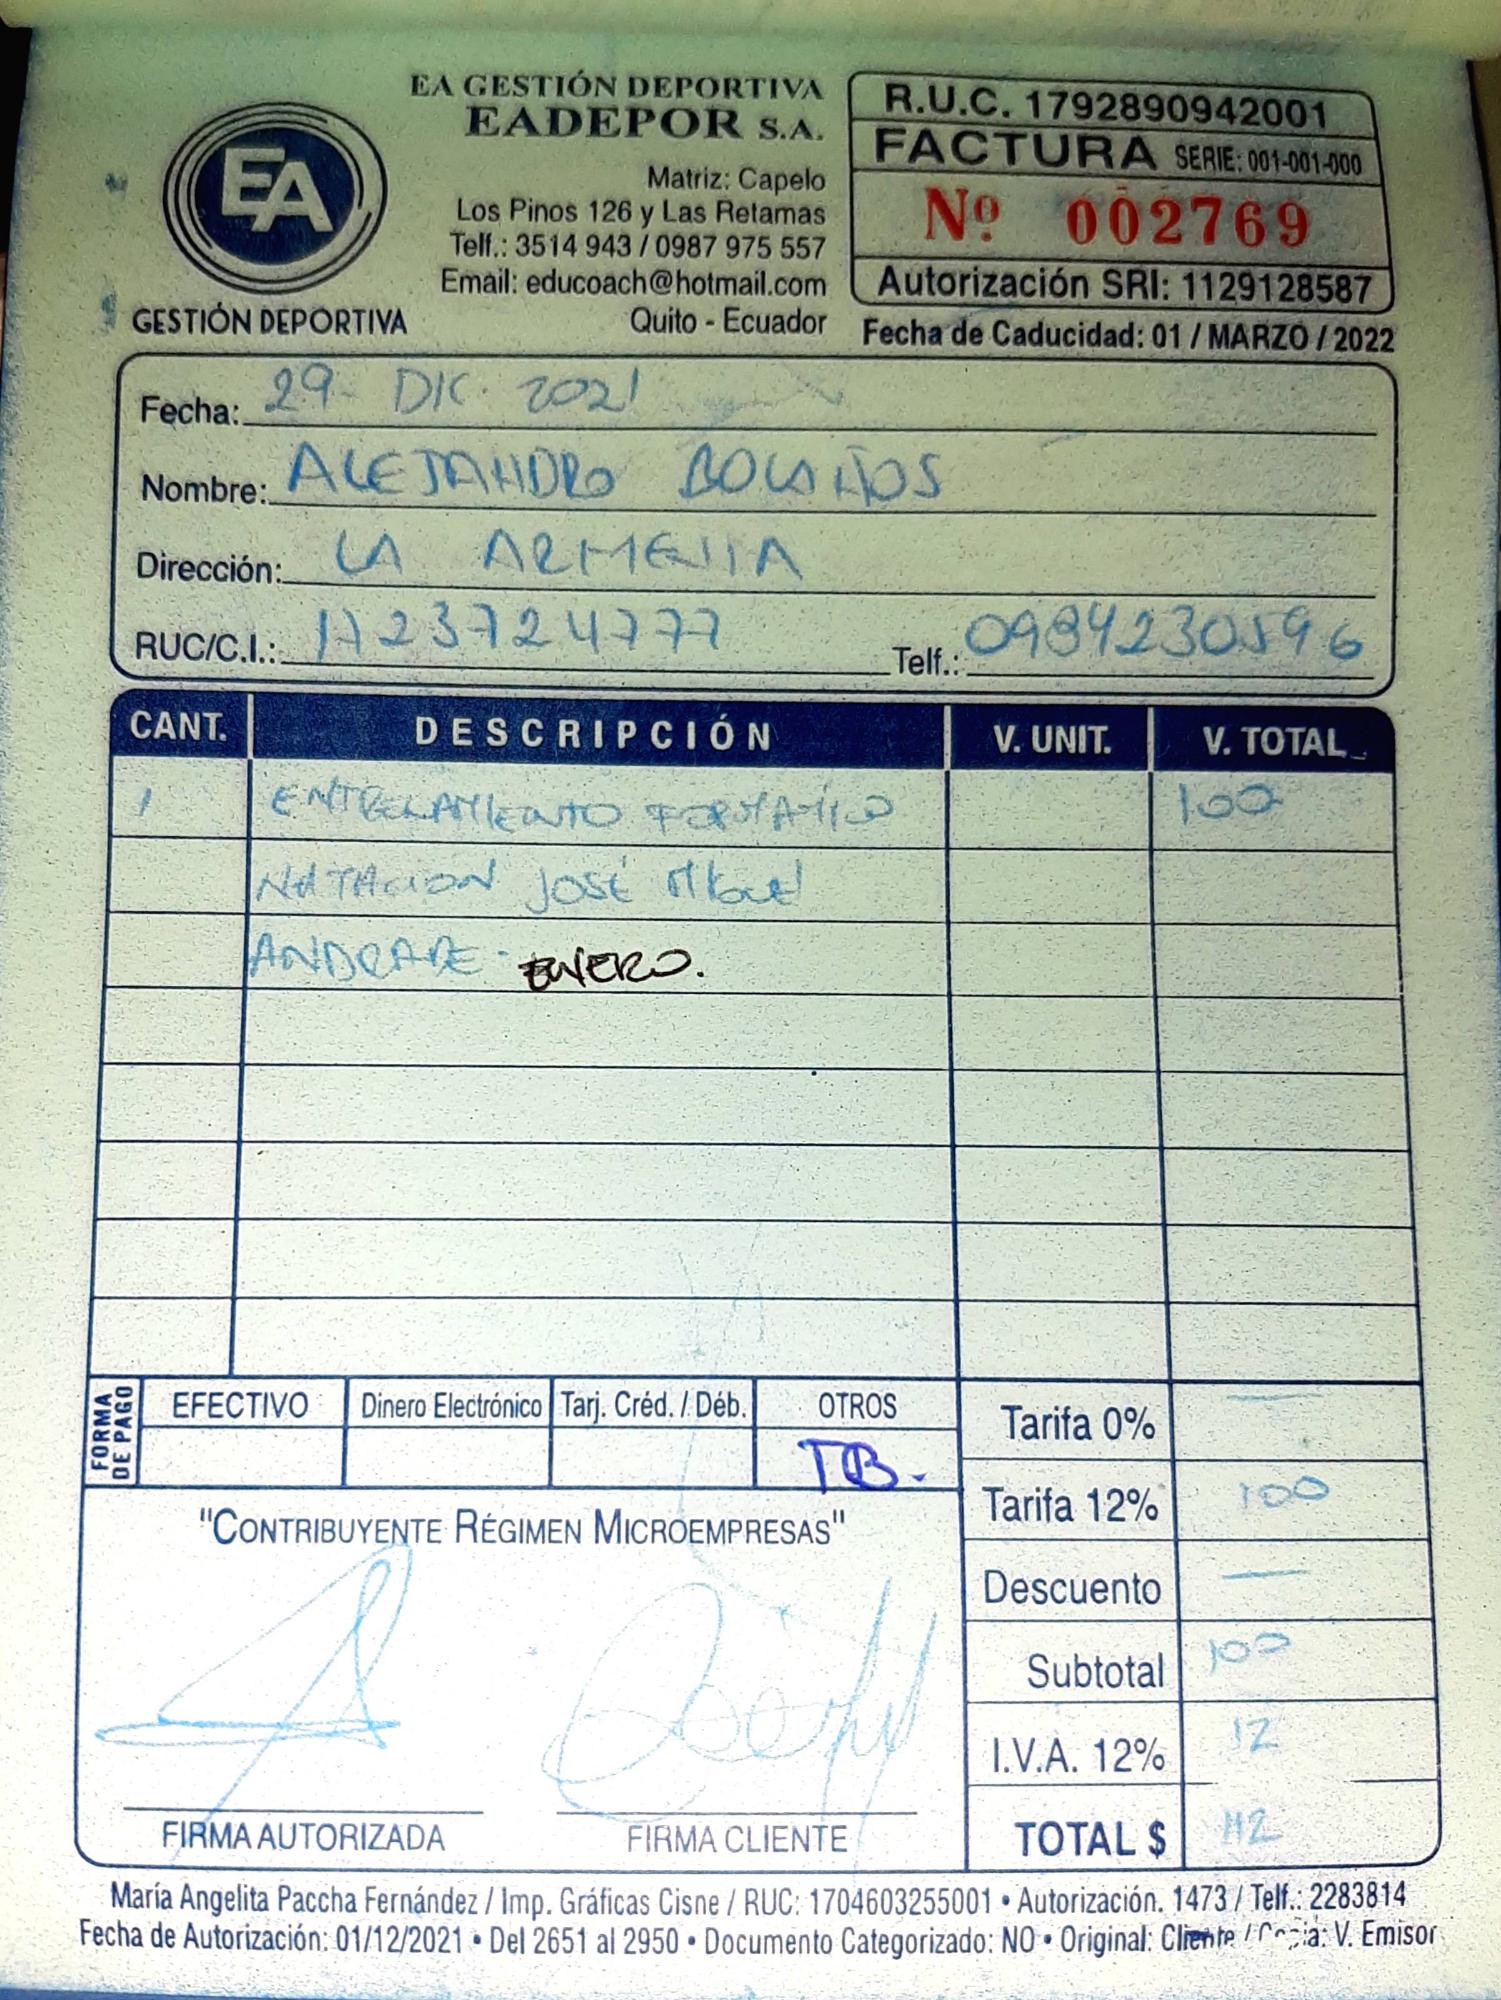 EA GESTIÓN DEPORTIVA
EADEPOR S.A.
EA
GESTIÓN DEPORTIVA
Matriz: Capelo
Los Pinos 126 y Las Retamas
Telf.: 3514 943 / 0987 975 557
Email: educoach@hotmail.com
Quito - Ecuador
R.U.C. 1792890942001
FACTURA SERIE: 001-001-000
Nº 002769
Autorización SRI: 1129128587
Fecha de Caducidad: 01 / MARZO / 2022
Fecha: 29 - DIC. 2021
Nombre: ALEJANDRO BOLAÑOS
Dirección: LA ARMENIA
RUC/C.I.: 1723724777 Telf.: 0984230596
CANT. DESCRIPCIÓN V. UNIT. V. TOTAL
1 ENTRENAMIENTO FORMATIVO 100
NATACION JOSÉ MIGUEL
ANDRADE - ENERO.
FORMA DE PAGO
EFECTIVO Dinero Electrónico Tarj. Créd. / Déb. OTROS
TB.
Tarifa 0% —
Tarifa 12% 100
Descuento —
Subtotal 100
I.V.A. 12% 12
TOTAL $ 112
"CONTRIBUYENTE RÉGIMEN MICROEMPRESAS"
FIRMA AUTORIZADA FIRMA CLIENTE
María Angelita Paccha Fernández / Imp. Gráficas Cisne / RUC: 1704603255001 • Autorización. 1473 / Telf.: 2283814
Fecha de Autorización: 01/12/2021 • Del 2651 al 2950 • Documento Categorizado: NO • Original: Cliente / Copia: V. Emisor